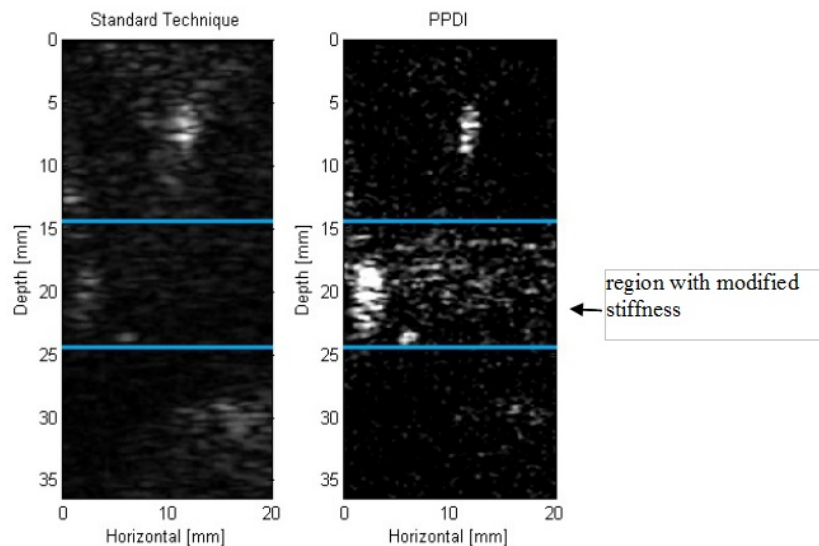 Standard Technique
0
5
10
15
20
25
30
35
Depth [mm]
0
10
20
Horizontal [mm]
PPDI
0
5
10
15
20
25
30
35
Depth [mm]
0
10
20
Horizontal [mm]
region with modified
stiffness